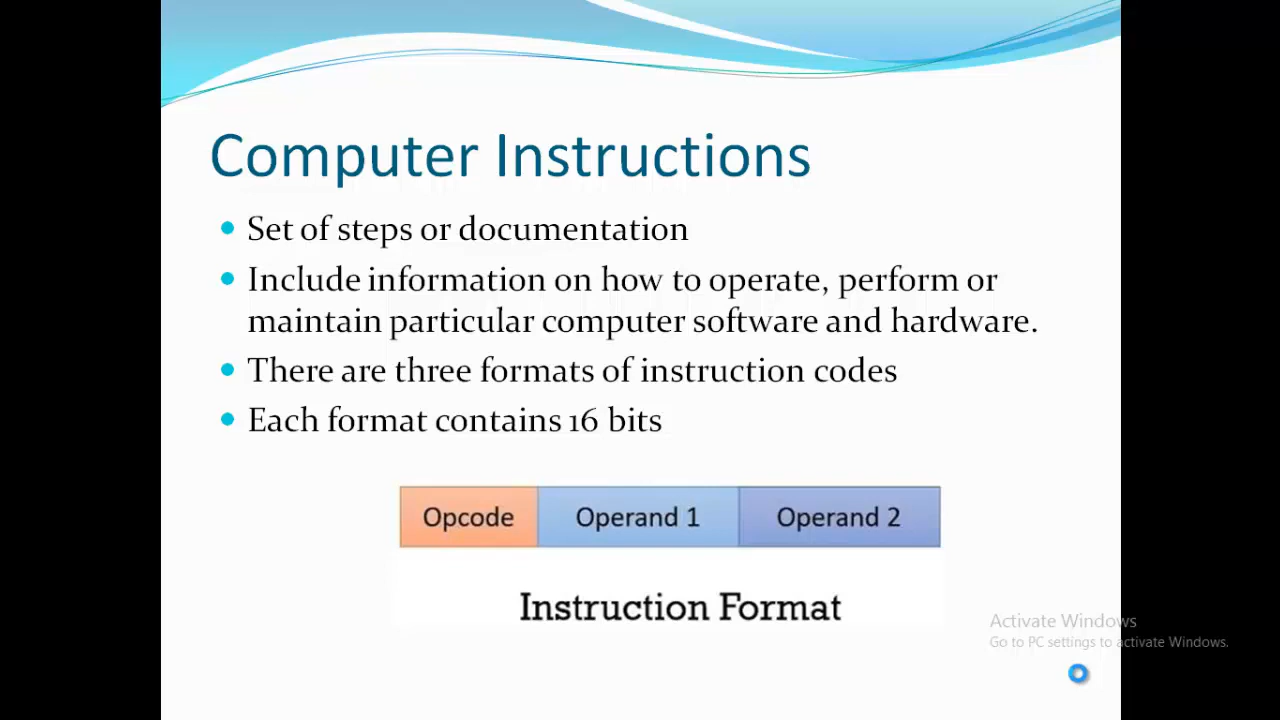 Computer Instructions
• Set of steps or documentation
• Include information on how to operate, perform or
maintain particular computer software and hardware.
• There are three formats of instruction codes
• Each format contains 16 bits
Opcode Operand 1 Operand 2
Instruction Format
Activate Windows
Go to PC settings to activate Windows.